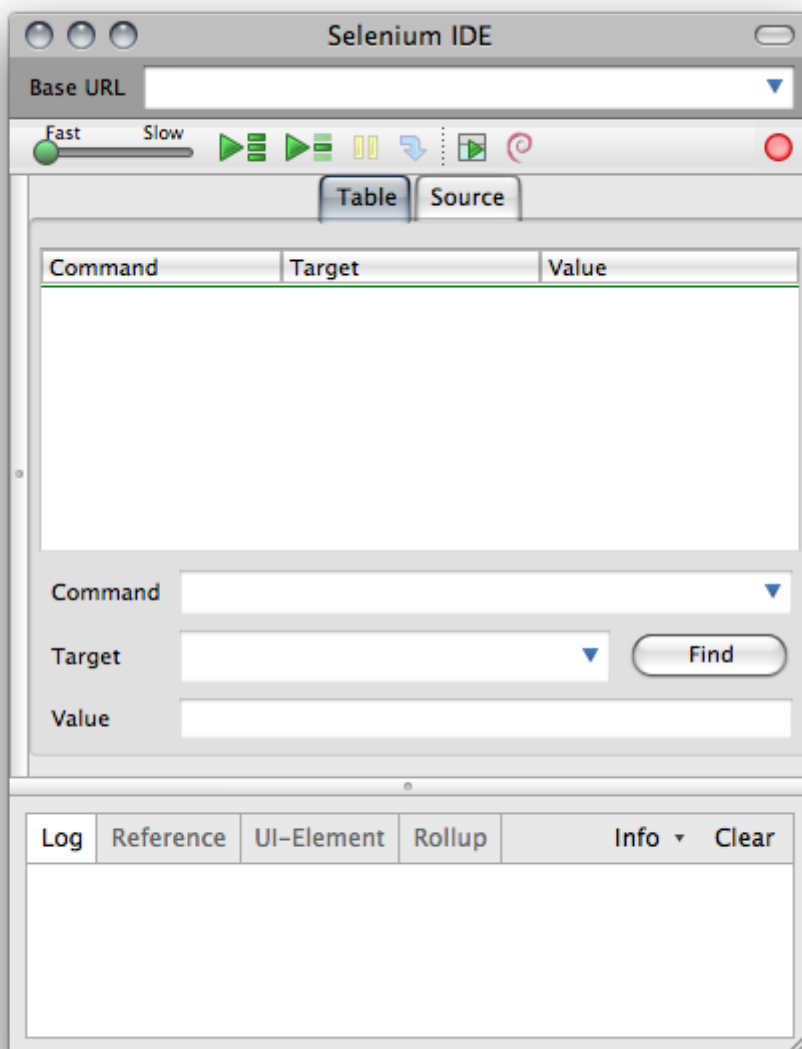 Selenium IDE
Base URL
Fast Slow
Table Source
Command Target Value
Command
Target Find
Value
Log Reference UI-Element Rollup Info Clear